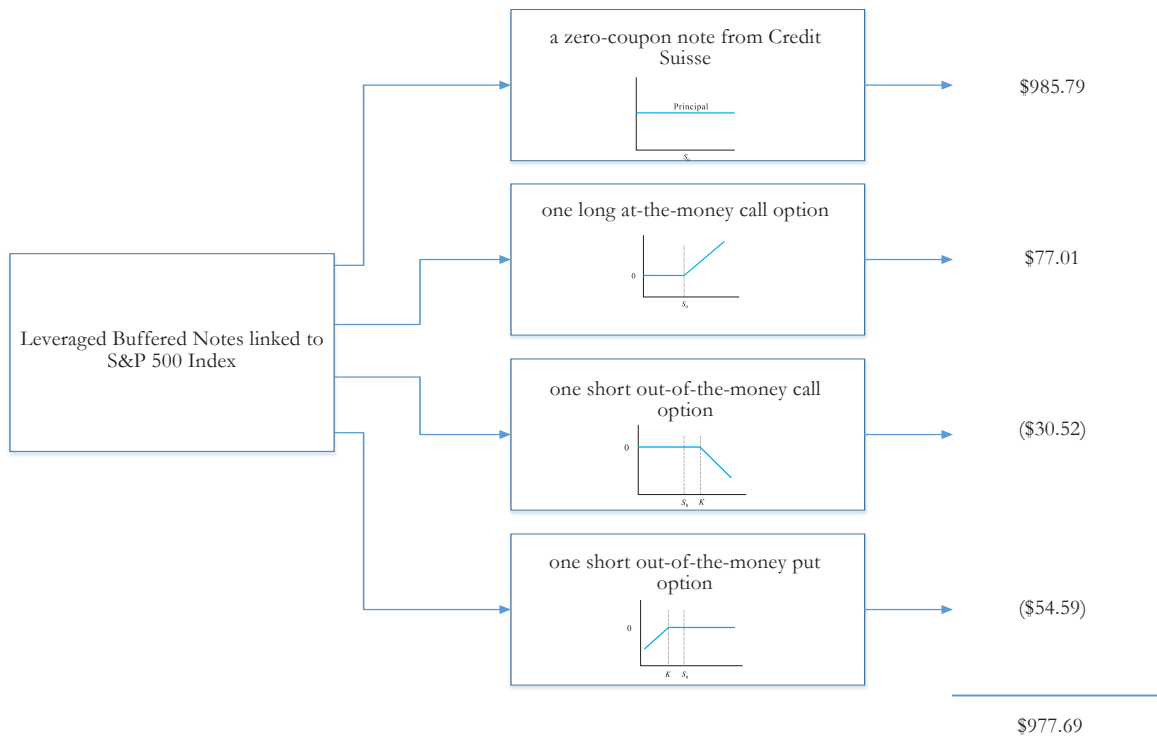 a zero-coupon note from Credit
Suisse
Principal
S₀
$985.79
one long at-the-money call option
0
S₀
$77.01
Leveraged Buffered Notes linked to
S&P 500 Index
one short out-of-the-money call
option
0
S₀ K
($30.52)
one short out-of-the-money put
option
0
K S₀
($54.59)
$977.69